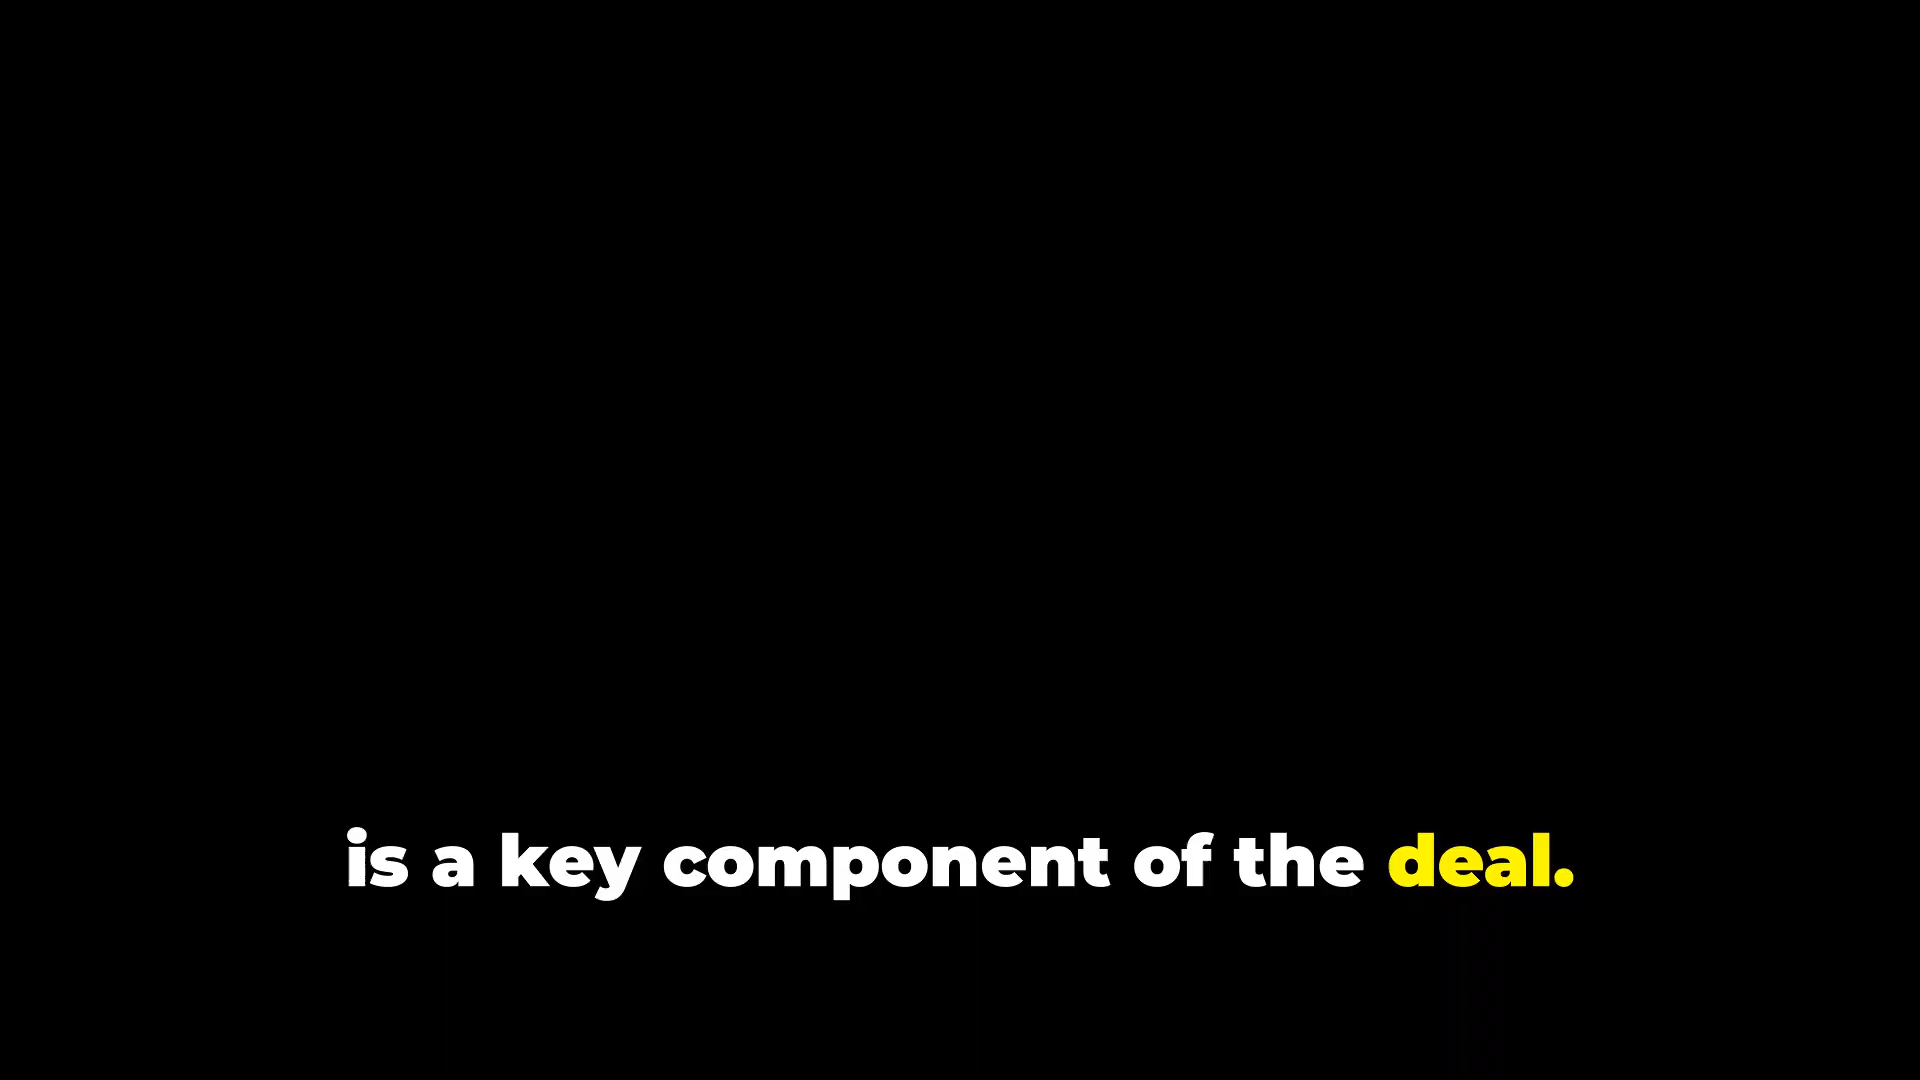 is a key component of the deal.